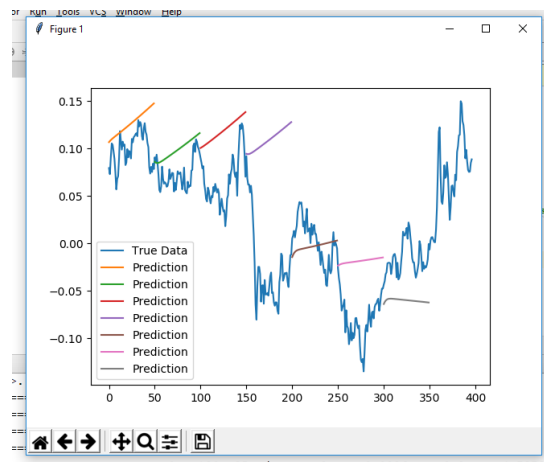 or Run Tools VCS Window Help
Figure 1
0.15
0.10
0.05
0.00
−0.05
−0.10
True Data
Prediction
Prediction
Prediction
Prediction
Prediction
Prediction
Prediction
0 50 100 150 200 250 300 350 400
>.
==
==
==